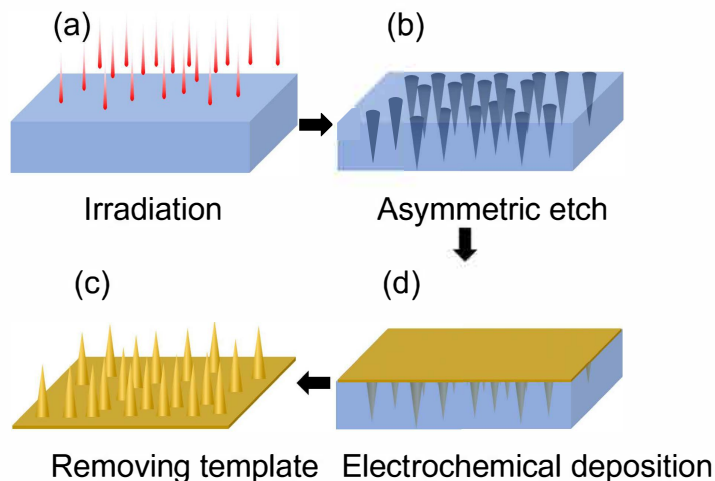 (a)
(b)
Irradiation
Asymmetric etch
(c)
(d)
Removing template
Electrochemical deposition